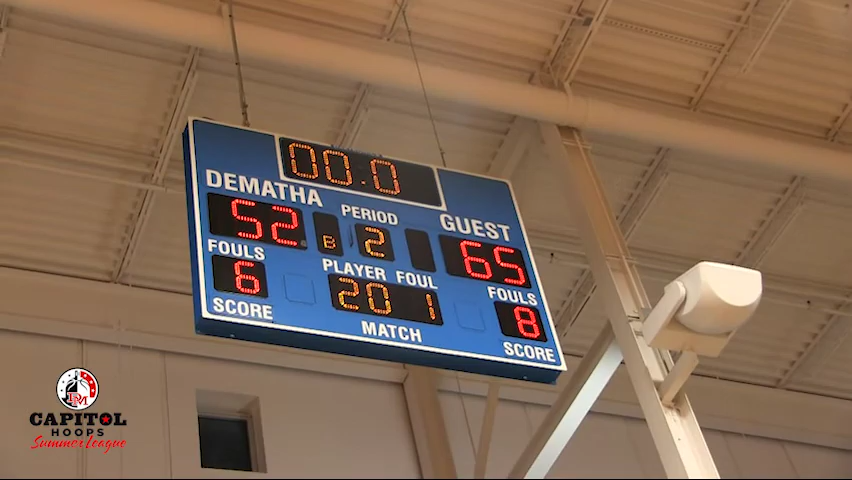 00.0
DEMATHA
PERIOD
GUEST
52
B
2
65
FOULS
PLAYER FOUL
FOULS
6
20 1
8
SCORE
MATCH
SCORE
DM
CAPITOL
HOOPS
Summer League